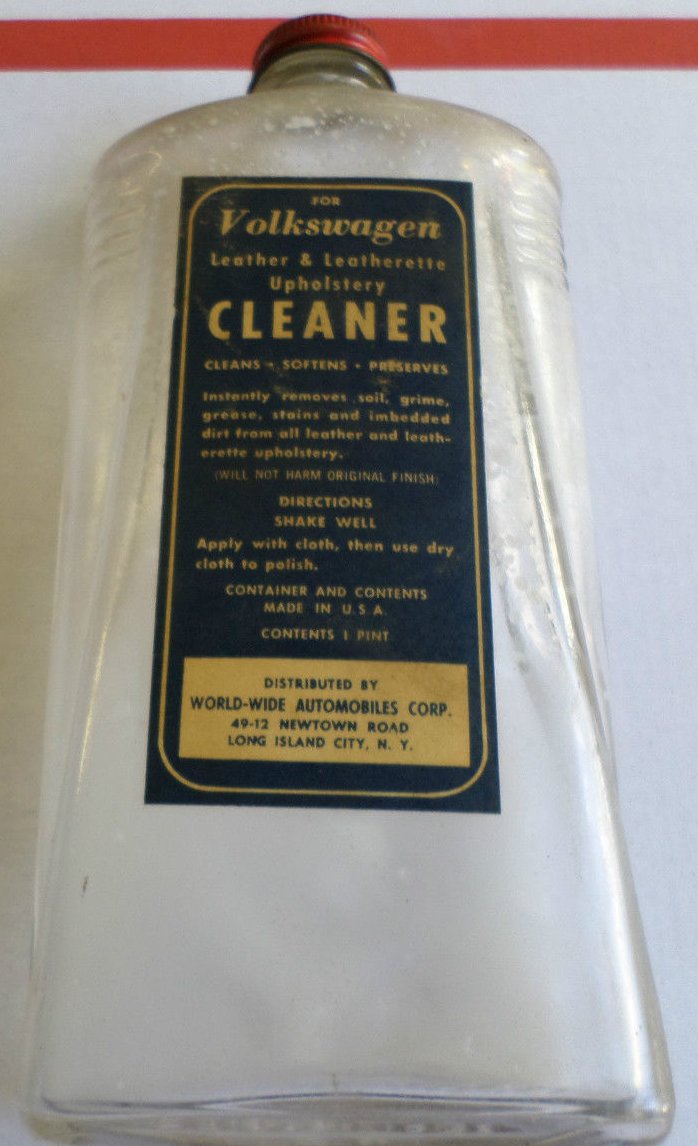 FOR
Volkswagen
Leather & Leatherette
Upholstery
CLEANER
CLEANS • SOFTENS • PRESERVES
Instantly removes soil, grime,
grease, stains and imbedded
dirt from all leather and leath-
erette upholstery.
(WILL NOT HARM ORIGINAL FINISH)
DIRECTIONS
SHAKE WELL
Apply with cloth, then use dry
cloth to polish.
CONTAINER AND CONTENTS
MADE IN U.S.A.
CONTENTS 1 PINT
DISTRIBUTED BY
WORLD-WIDE AUTOMOBILES CORP.
49-12 NEWTOWN ROAD
LONG ISLAND CITY, N. Y.